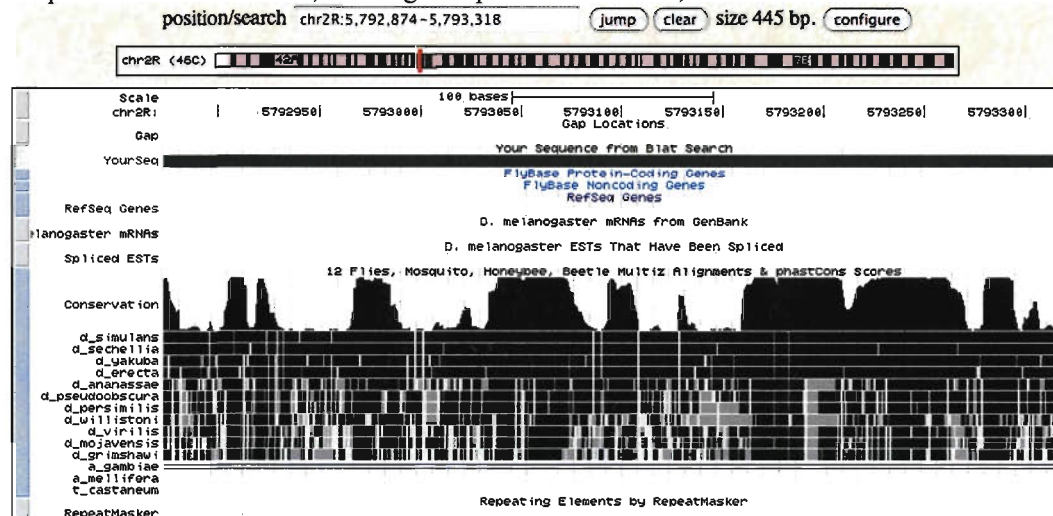 position/search chr2R:5,792,874-5,793,318 jump clear size 445 bp. configure
chr2R (46C) 42A
Scale 100 bases
chr2R: 5792950 5793000 5793050 5793100 5793150 5793200 5793250 5793300
Gap Locations
Gap
Your Sequence from Blat Search
YourSeq
FlyBase Protein-Coding Genes
FlyBase Noncoding Genes
RefSeq Genes
RefSeq Genes
D. melanogaster mRNAs from GenBank
lanogaster mRNAs
D. melanogaster ESTs That Have Been Spliced
Spliced ESTs
12 Flies, Mosquito, Honeybee, Beetle Multiz Alignments & phastCons Scores
Conservation
d_simulans
d_sechellia
d_yakuba
d_erecta
d_ananassae
d_pseudoobscura
d_persimilis
d_willistoni
d_virilis
d_mojavensis
d_grimshawi
a_gambiae
a_mellifera
t_castaneum
Repeating Elements by RepeatMasker
RepeatMasker